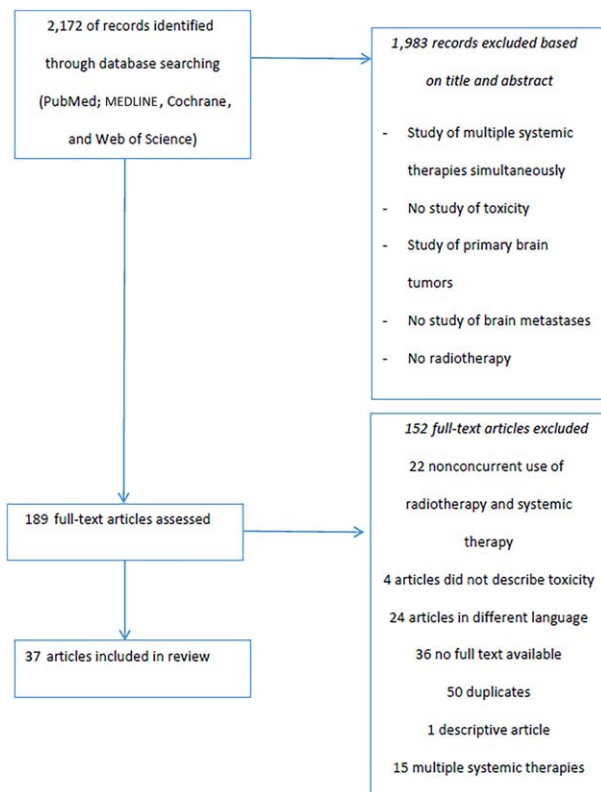 2,172 of records identified
through database searching
(PubMed; MEDLINE, Cochrane,
and Web of Science)
1,983 records excluded based
on title and abstract
- Study of multiple systemic
therapies simultaneously
- No study of toxicity
- Study of primary brain
tumors
- No study of brain metastases
- No radiotherapy
189 full-text articles assessed
152 full-text articles excluded
22 nonconcurrent use of
radiotherapy and systemic
therapy
4 articles did not describe toxicity
24 articles in different language
36 no full text available
50 duplicates
1 descriptive article
15 multiple systemic therapies
37 articles included in review